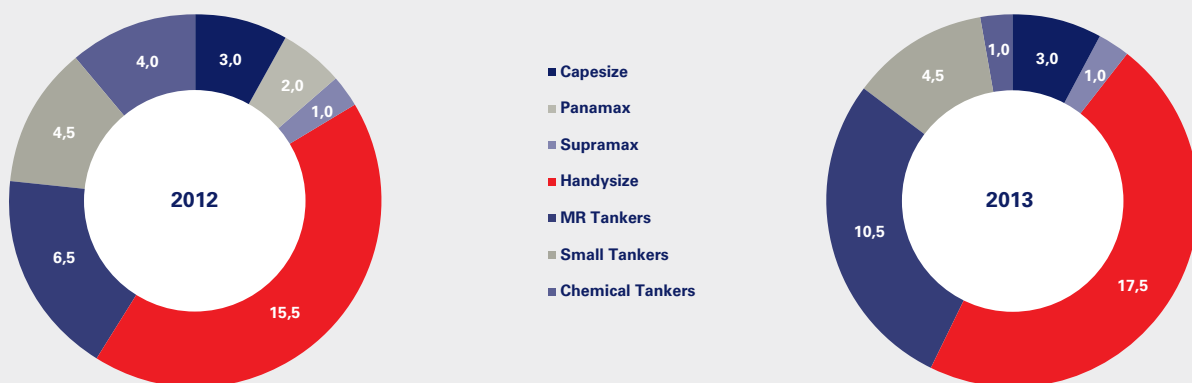 3,0
2,0
1,0
15,5
6,5
4,5
4,0
2012
Capesize
Panamax
Supramax
Handysize
MR Tankers
Small Tankers
Chemical Tankers
3,0
1,0
17,5
10,5
4,5
1,0
2013